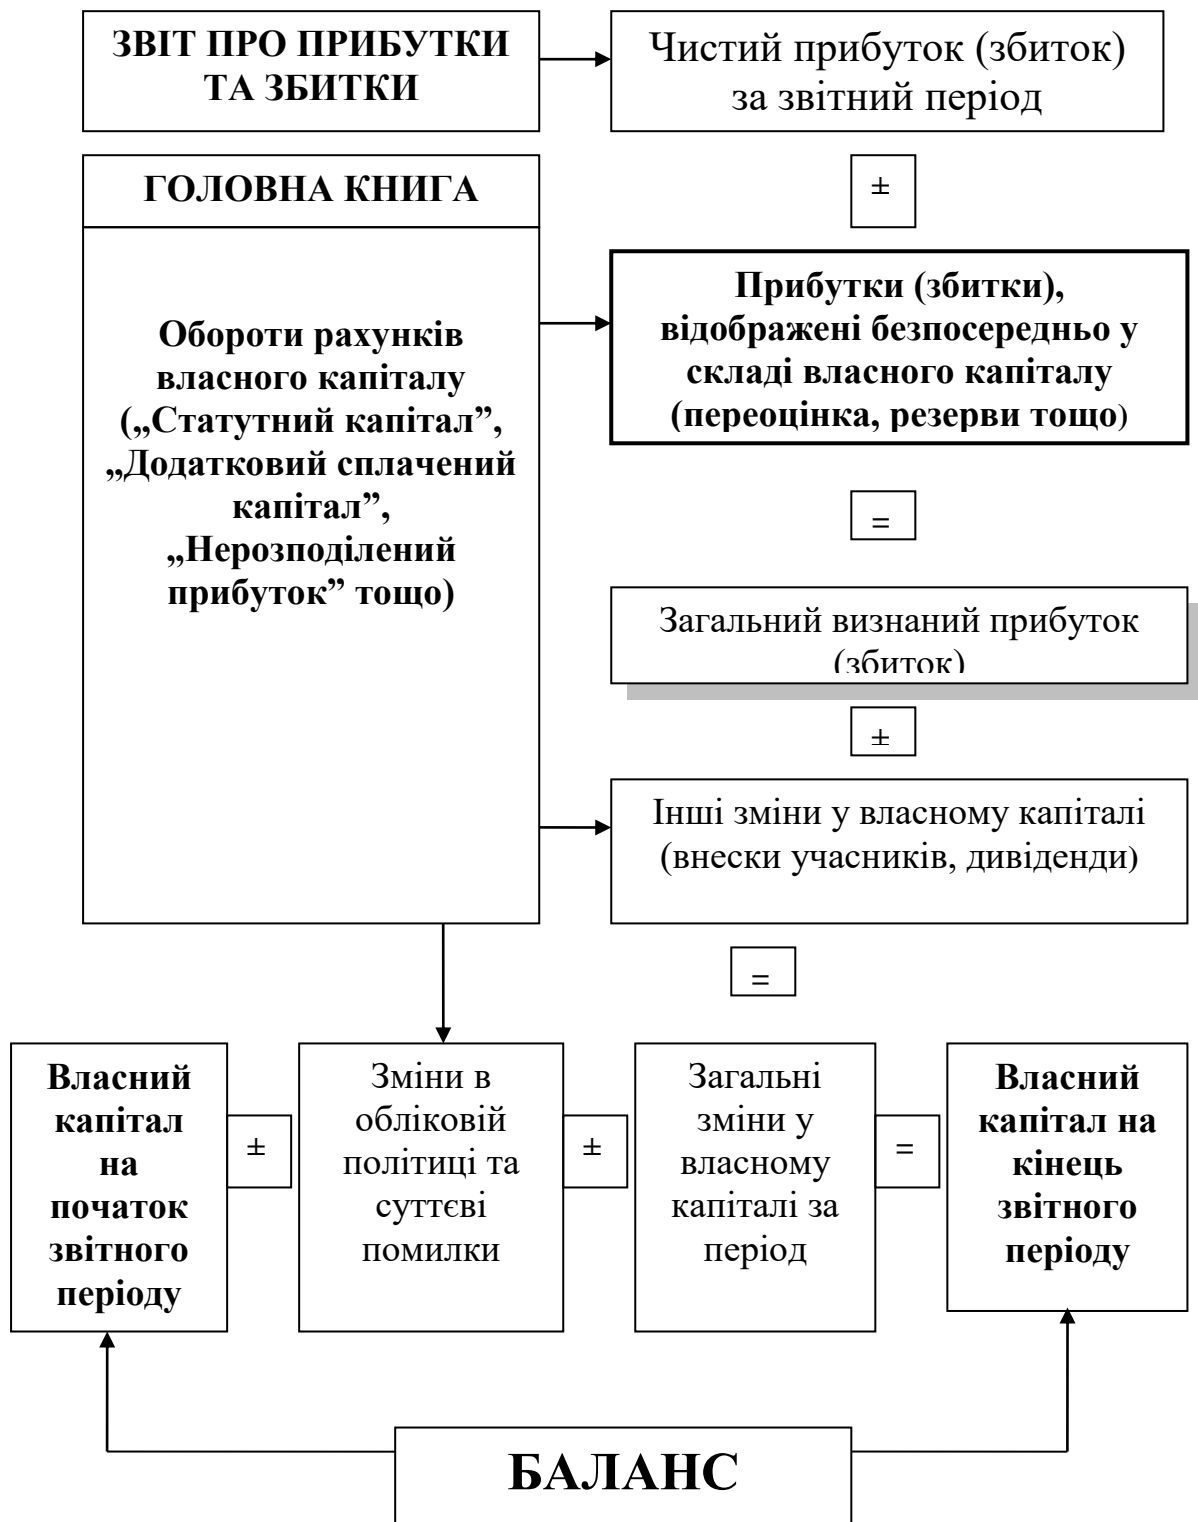 ЗВІТ ПРО ПРИБУТКИ
ТА ЗБИТКИ
Чистий прибуток (збиток)
за звітний період
ГОЛОВНА КНИГА
±
Обороти рахунків
власного капіталу
(„Статутний капітал”,
„Додатковий сплачений
капітал”,
„Нерозподілений
прибуток” тощо)
Прибутки (збитки),
відображені безпосередньо у
складі власного капіталу
(переоцінка, резерви тощо)
=
Загальний визнаний прибуток
(збиток)
±
Інші зміни у власному капіталі
(внески учасників, дивіденди)
=
Власний
капітал
на
початок
звітного
періоду
±
Зміни в
обліковій
політиці та
суттєві
помилки
±
Загальні
зміни у
власному
капіталі за
період
=
Власний
капітал на
кінець
звітного
періоду
БАЛАНС